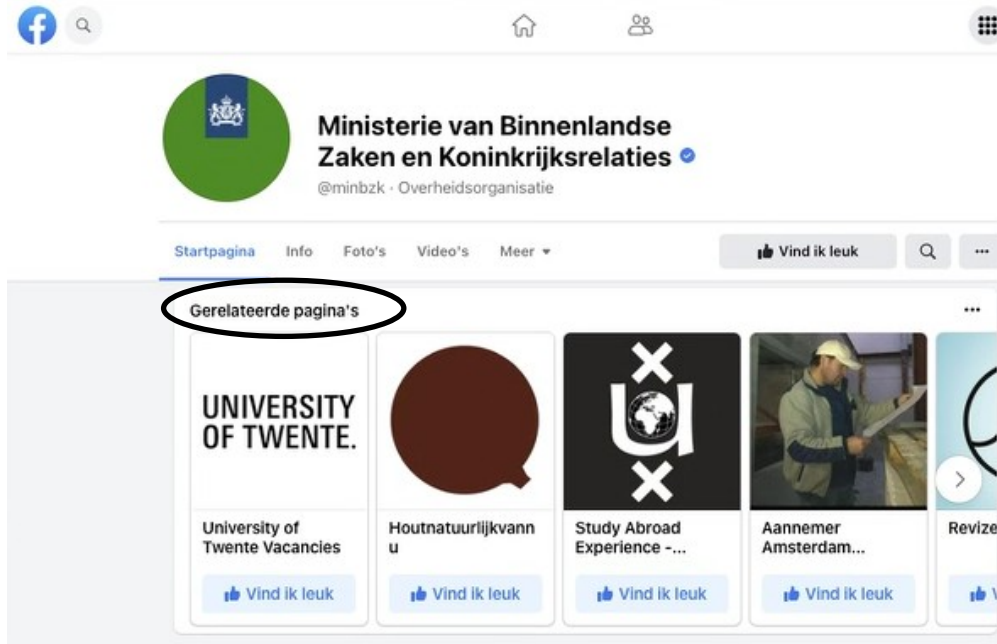 Ministerie van Binnenlandse
Zaken en Koninkrijksrelaties
@minbzk · Overheidsorganisatie
Startpagina Info Foto's Video's Meer Vind ik leuk
Gerelateerde pagina's
UNIVERSITY
OF TWENTE.
University of
Twente Vacancies
Vind ik leuk
Houtnatuurlijkvann
u
Vind ik leuk
Study Abroad
Experience -...
Vind ik leuk
Aannemer
Amsterdam...
Vind ik leuk
Revize